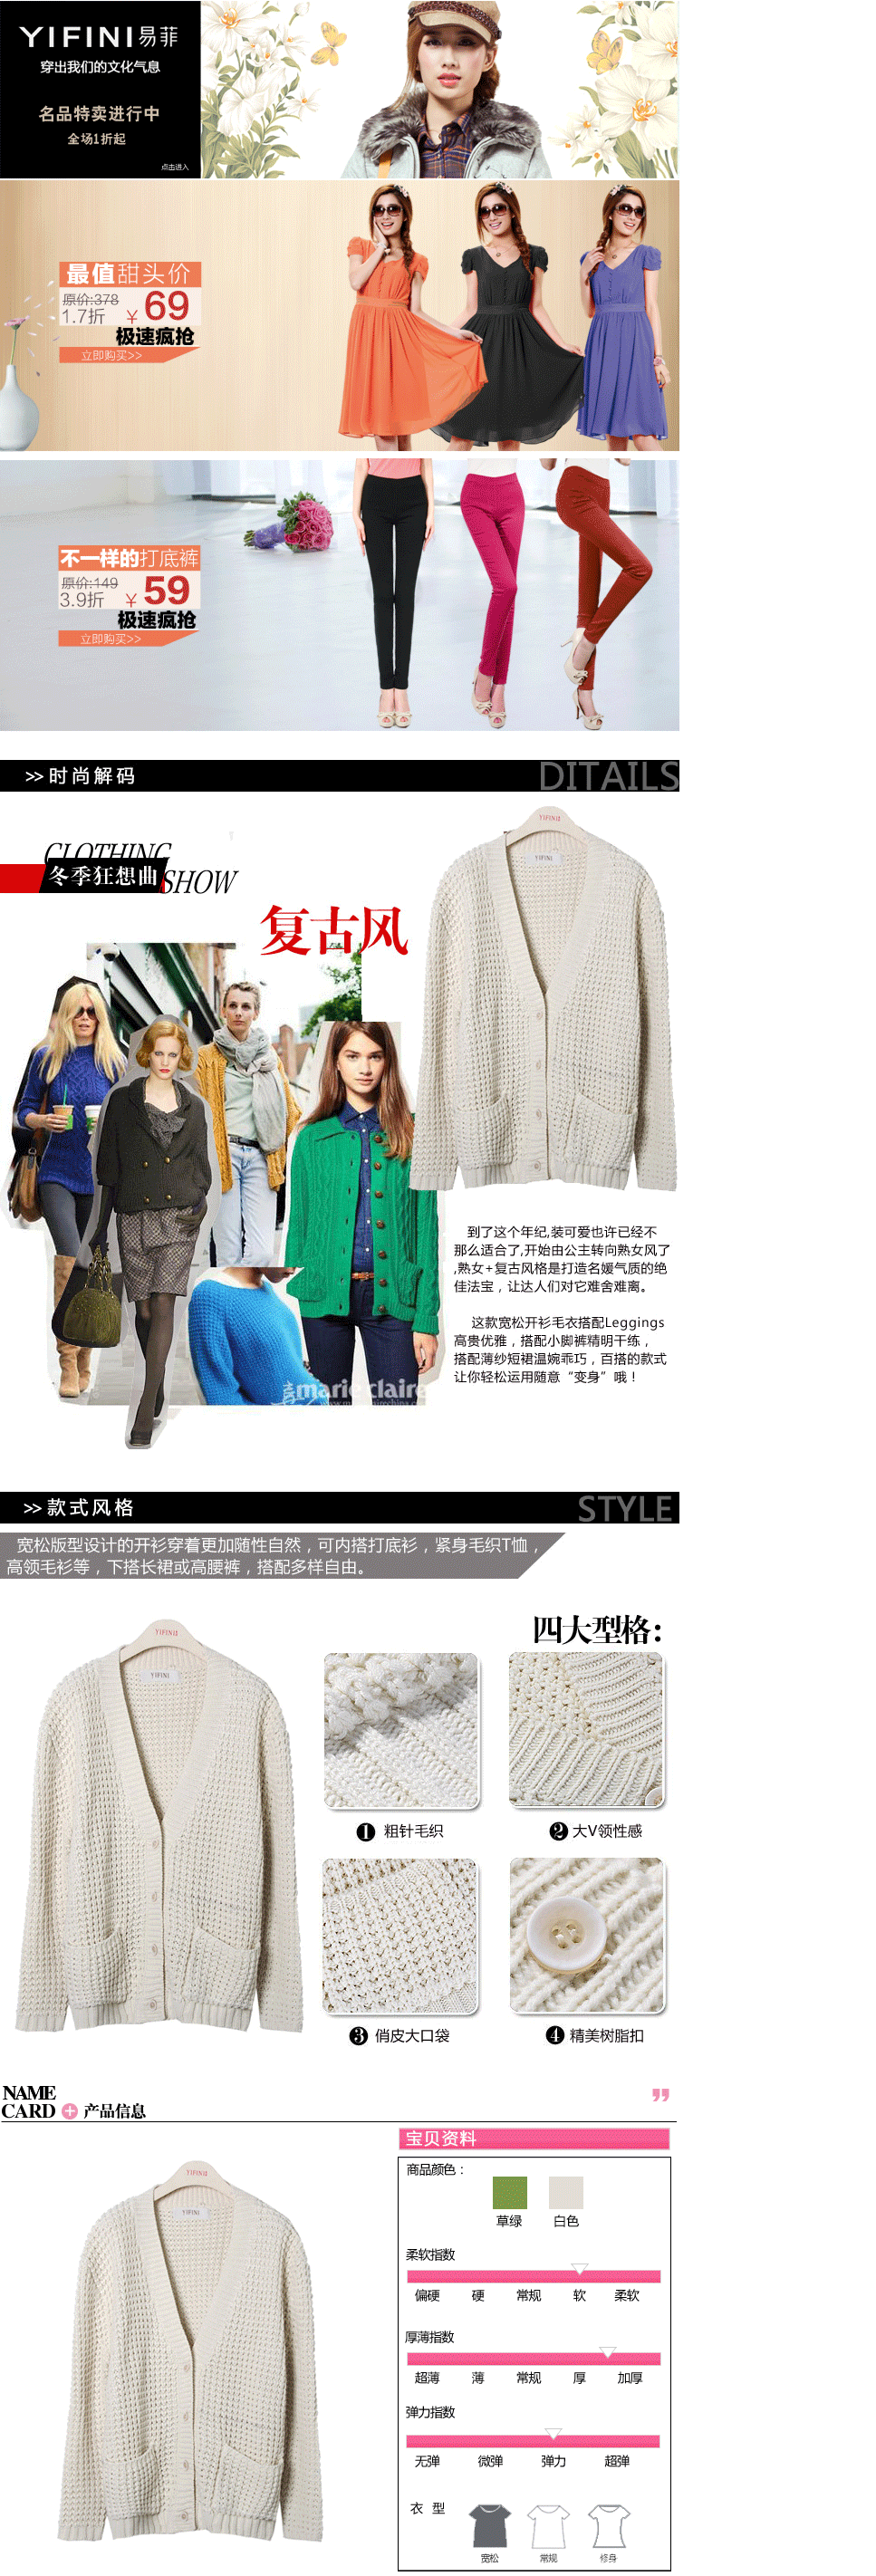 YIFINI易菲
穿出我们的文化气息
名品特卖进行中
全场1折起
点击进入
最值甜头价
原价:378
1.7折 ¥ 69
极速疯抢
立即购买>>
不一样的打底裤
原价:149
3.9折 ¥ 59
极速疯抢
立即购买>>
>> 时尚解码
DITAILS
CLOTHING
冬季狂想曲
SHOW
复古风
YIFINI
YIFINI
到了这个年纪,装可爱也许已经不
那么适合了,开始由公主转向熟女风了
,熟女+复古风格是打造名媛气质的绝
佳法宝，让达人们对它难舍难离。
这款宽松开衫毛衣搭配Leggings
高贵优雅，搭配小脚裤精明干练，
搭配薄纱短裙温婉乖巧，百搭的款式
让你轻松运用随意“变身”哦！
marie claire
>> 款式风格
STYLE
宽松版型设计的开衫穿着更加随性自然，可内搭打底衫，紧身毛织T恤，
高领毛衫等，下搭长裙或高腰裤，搭配多样自由。
四大型格：
YIFINI
YIFINI
1 粗针毛织
2 大V领性感
3 俏皮大口袋
4 精美树脂扣
NAME
CARD + 产品信息
宝贝资料
YIFINI
YIFINI
商品颜色：
草绿 白色
柔软指数
偏硬 硬 常规 软 柔软
厚薄指数
超薄 薄 常规 厚 加厚
弹力指数
无弹 微弹 弹力 超弹
衣 型
宽松 常规 修身